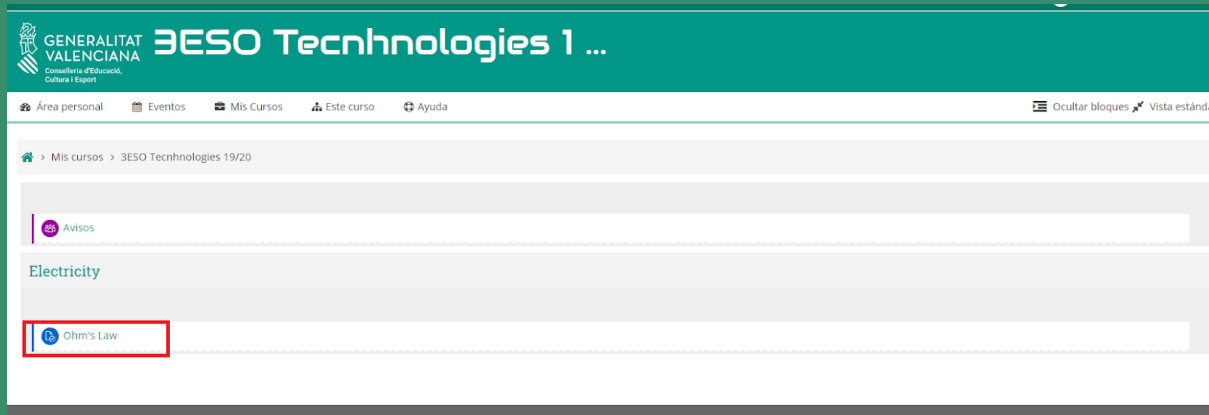 GENERALITAT
VALENCIANA
Conselleria d'Educació,
Cultura i Esport
3ESO Tecnhnologies 1 ...
Área personal
Eventos
Mis Cursos
Este curso
Ayuda
Ocultar bloques
Vista estánd
Mis cursos > 3ESO Tecnhnologies 19/20
Avisos
Electricity
Ohm's Law